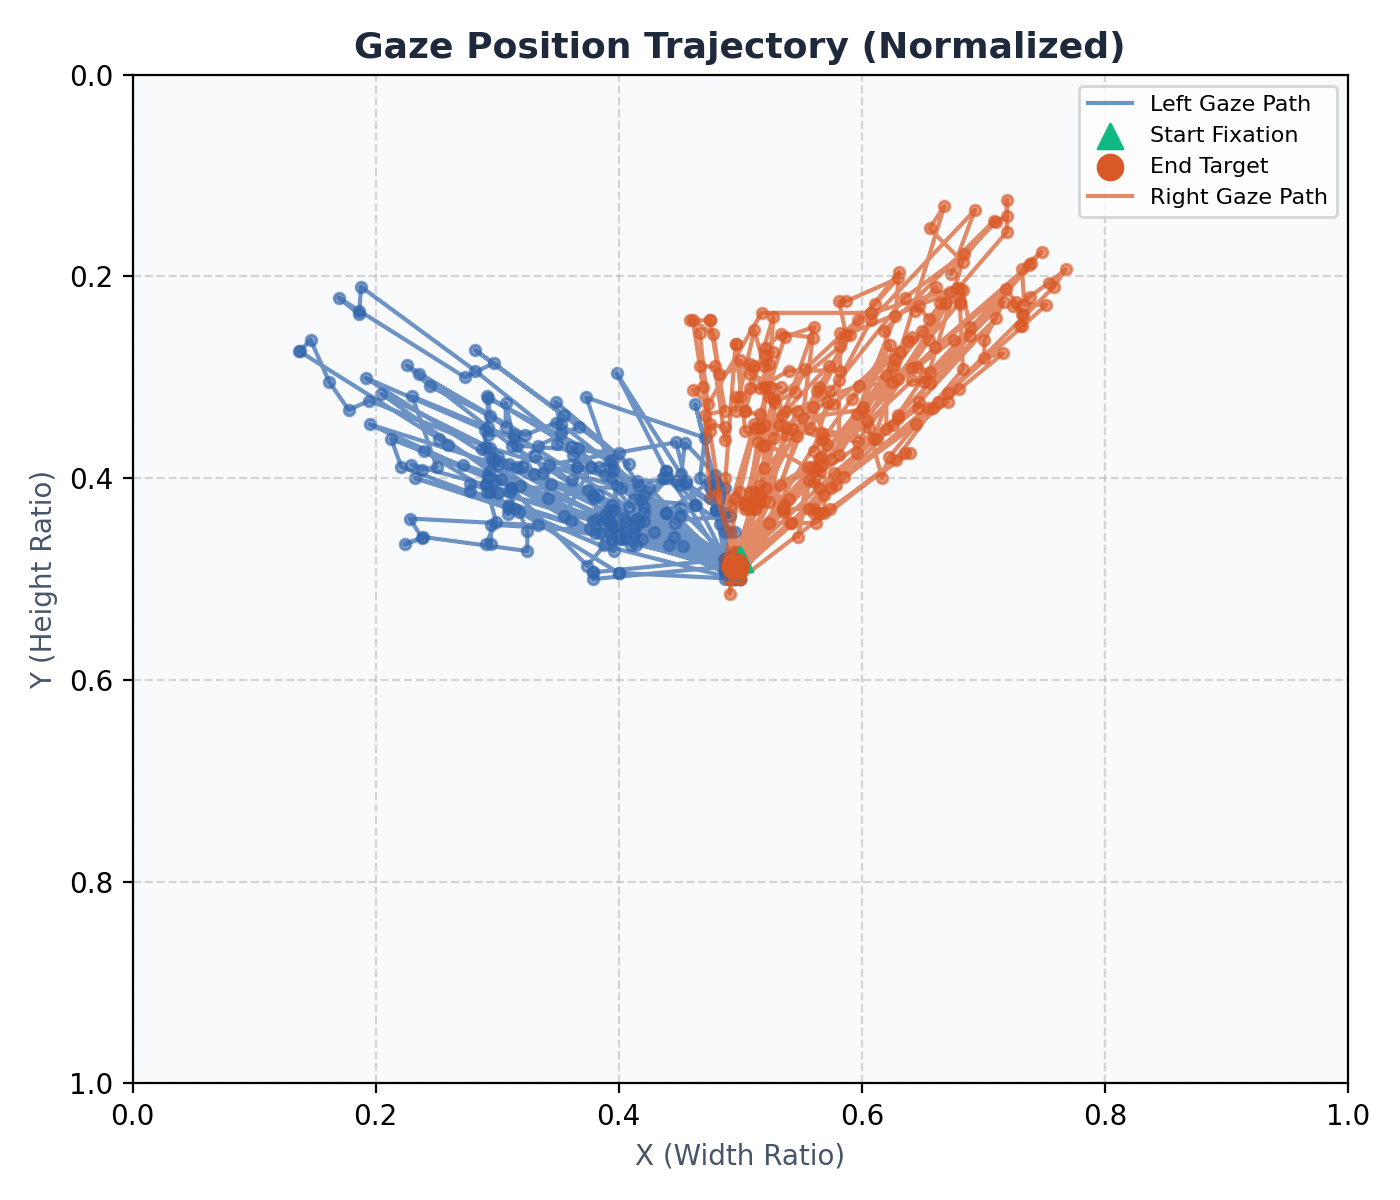 Gaze Position Trajectory (Normalized)
Left Gaze Path
Start Fixation
End Target
Right Gaze Path
0.0
0.2
0.4
0.6
0.8
1.0
Y (Height Ratio)
0.0
0.2
0.4
0.6
0.8
1.0
X (Width Ratio)